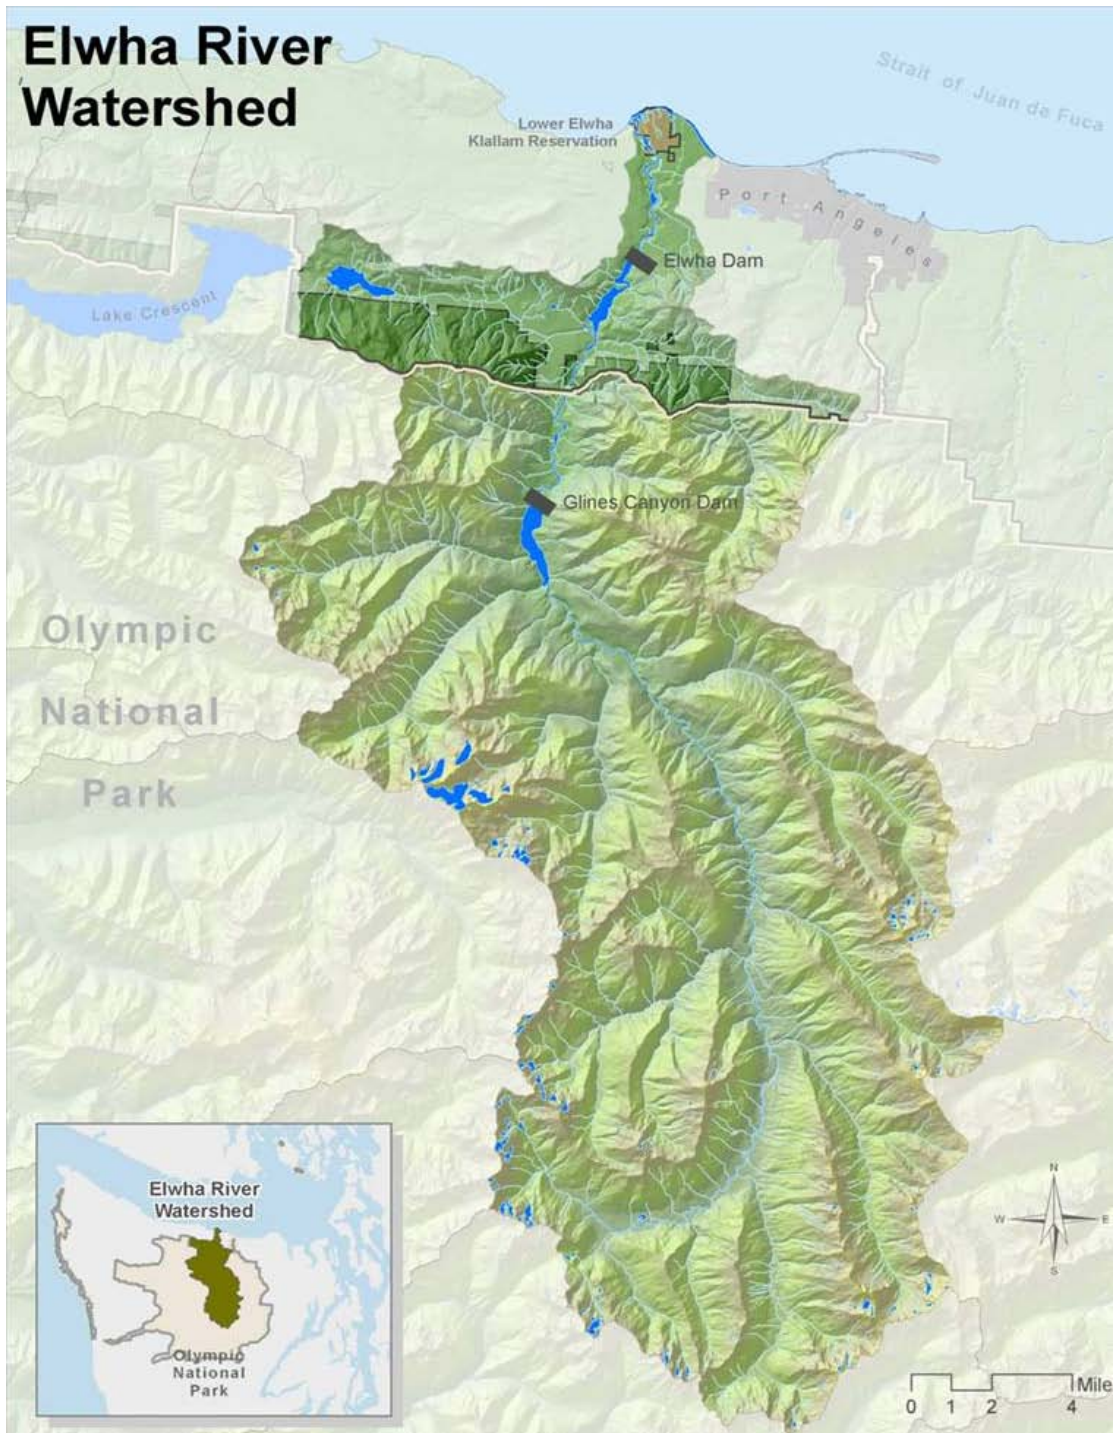 Elwha River
Watershed
Strait of Juan de Fuca
Lower Elwha
Klallam Reservation
Port Angeles
Elwha Dam
Lake Crescent
Glines Canyon Dam
Olympic
National
Park
Elwha River
Watershed
Olympic
National
Park
N
W E
S
Mile
0 1 2 4